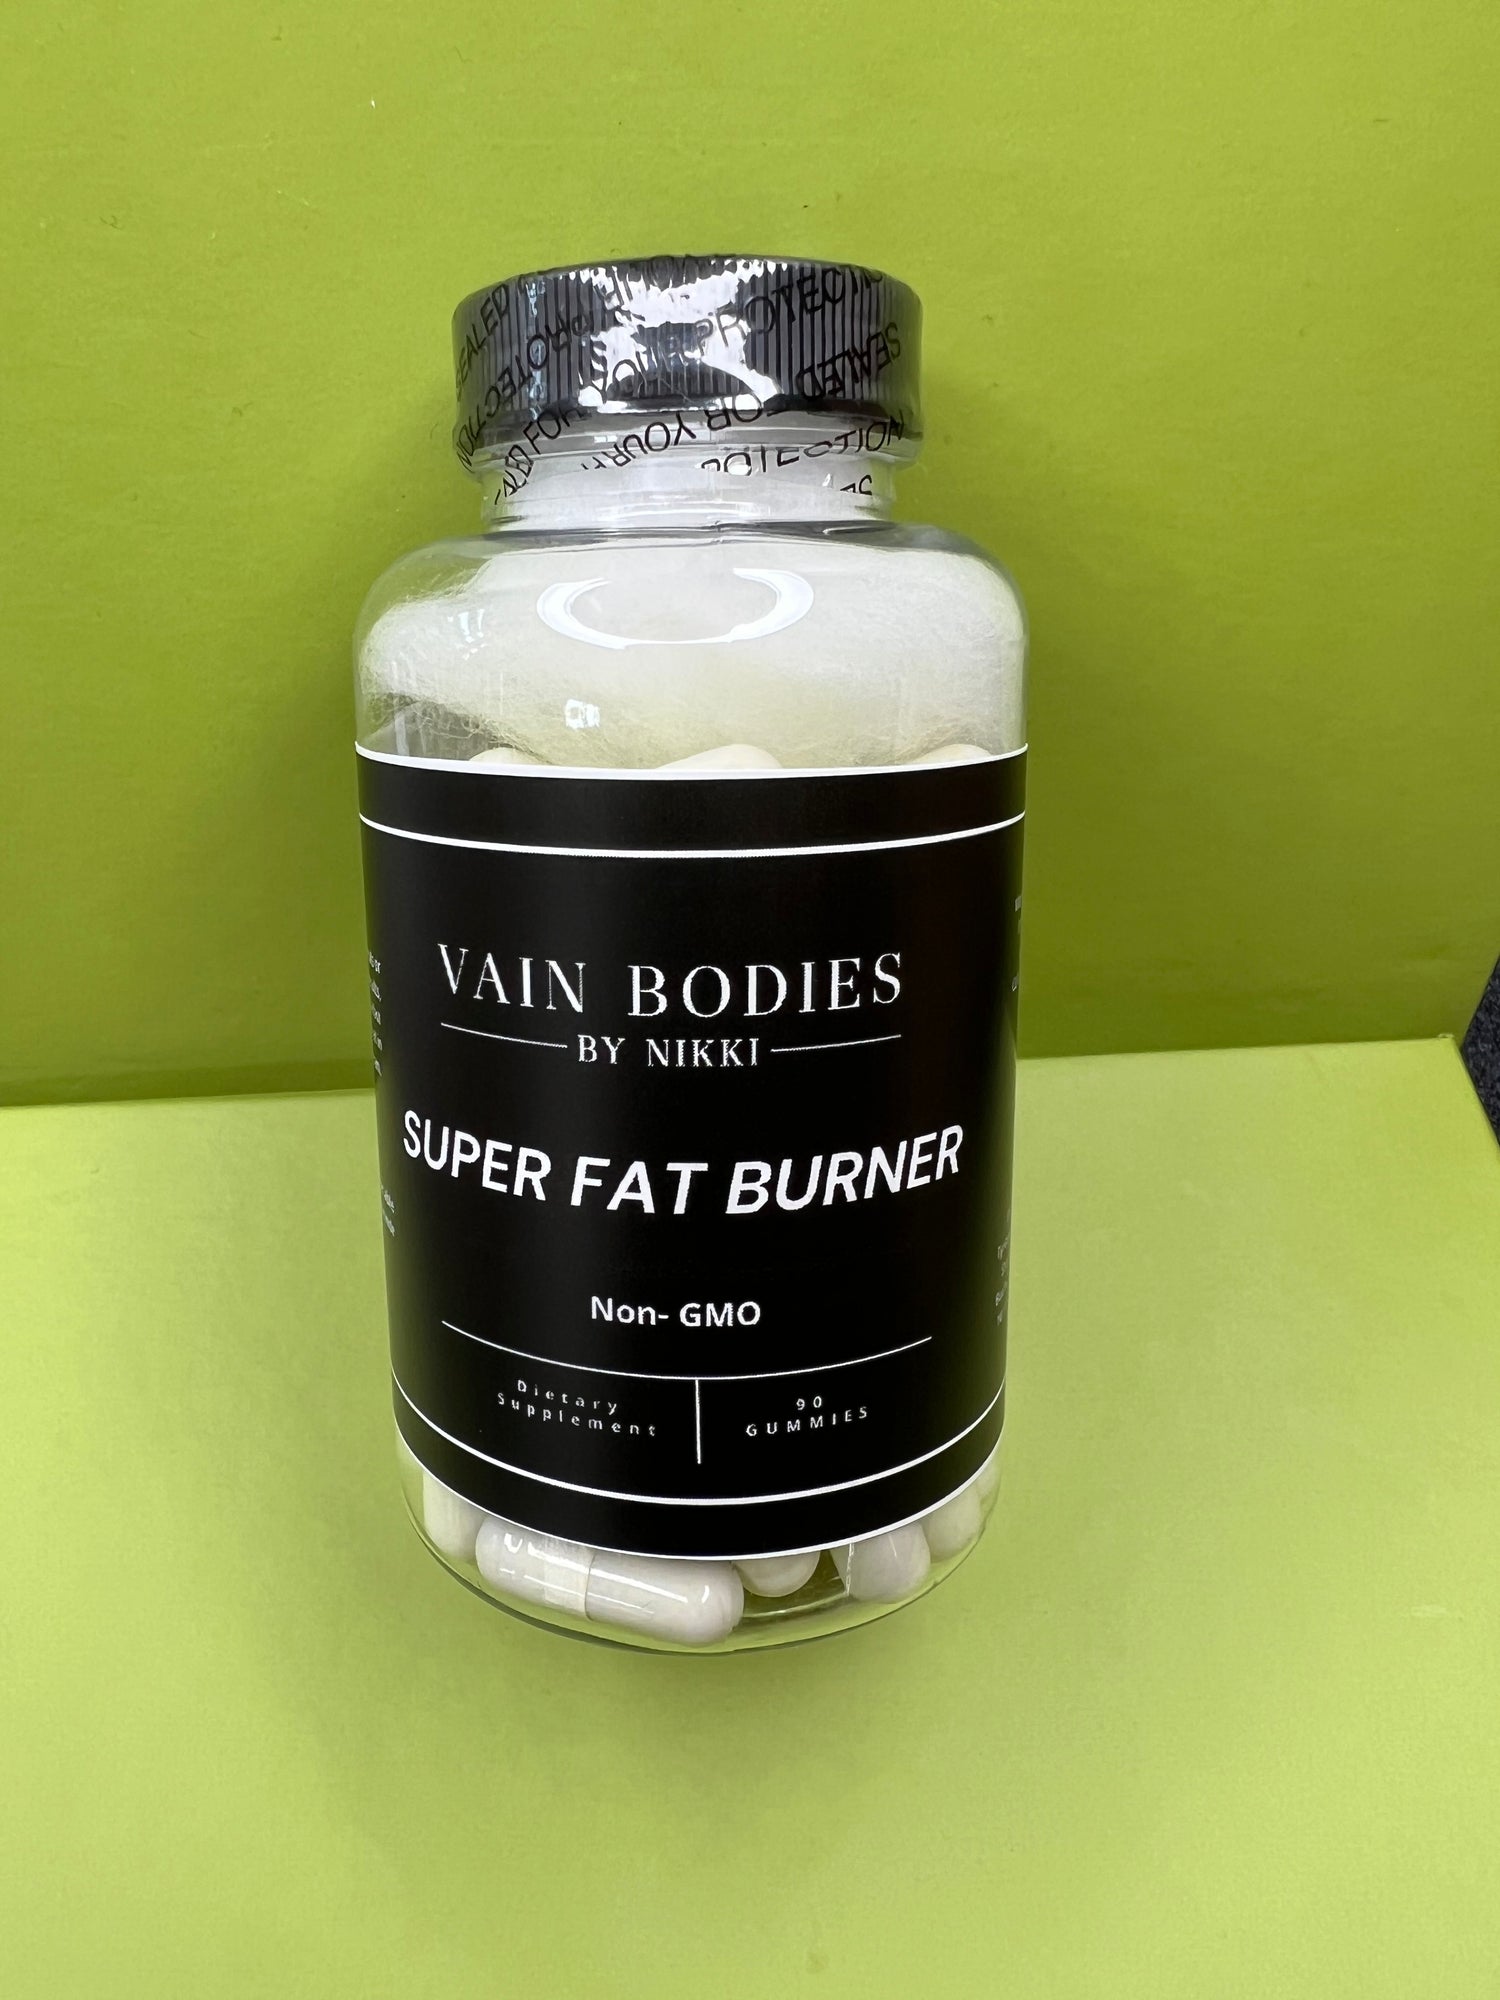 SEALED FOR YOUR PROTECTION
VAIN BODIES
BY NIKKI
SUPER FAT BURNER
Non- GMO
Dietary
Supplement
90
GUMMIES